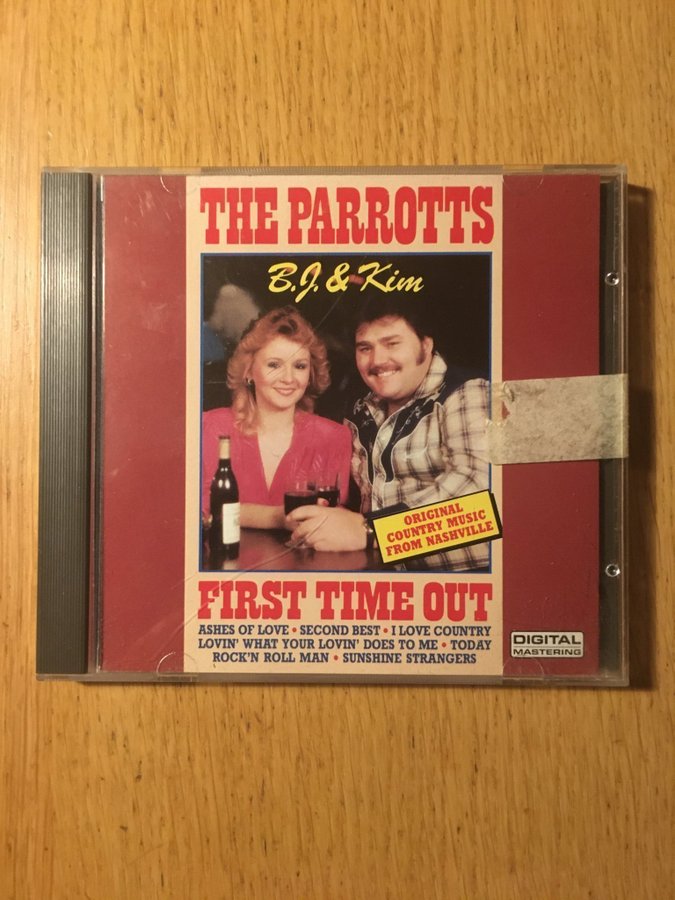 THE PARROTTS
B.J. & Kim
ORIGINAL
COUNTRY MUSIC
FROM NASHVILLE
FIRST TIME OUT
ASHES OF LOVE • SECOND BEST • I LOVE COUNTRY
LOVIN' WHAT YOUR LOVIN' DOES TO ME • TODAY
ROCK'N ROLL MAN • SUNSHINE STRANGERS
DIGITAL
MASTERING